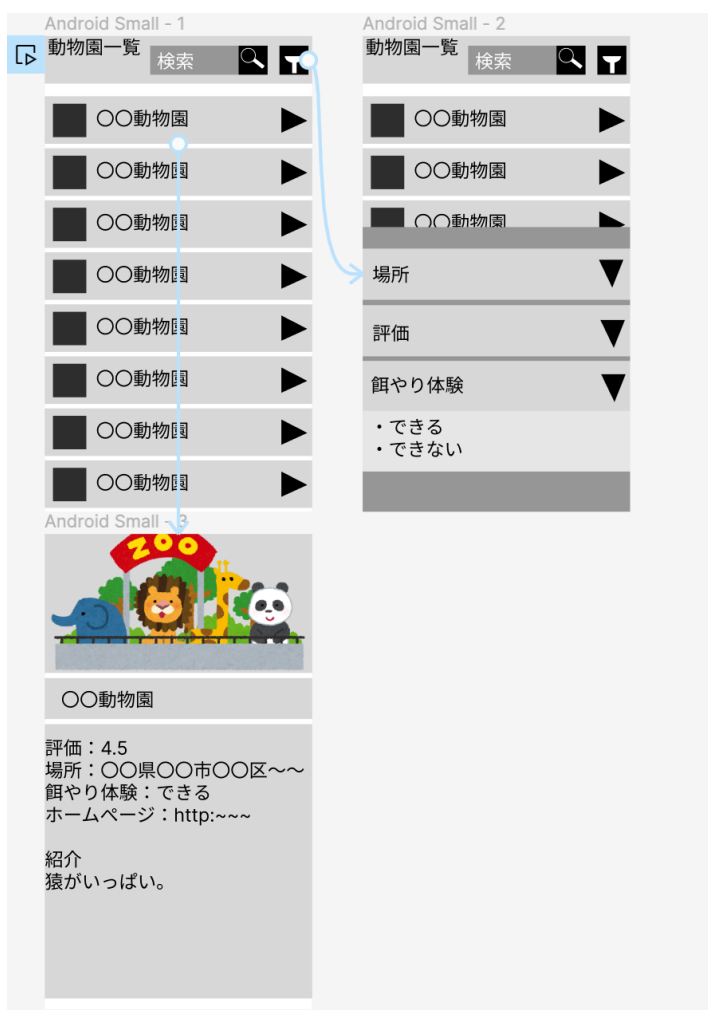 Android Small - 1
動物園一覧
検索
〇〇動物園
〇〇動物園
〇〇動物園
〇〇動物園
〇〇動物園
〇〇動物園
〇〇動物園
〇〇動物園
Android Small - 2
動物園一覧
検索
〇〇動物園
〇〇動物園
〇〇動物園
場所
評価
餌やり体験
・できる
・できない
Android Small - 3
ZOO
〇〇動物園
評価：4.5
場所：〇〇県〇〇市〇〇区〜〜
餌やり体験：できる
ホームページ：http:~~~
紹介
猿がいっぱい。